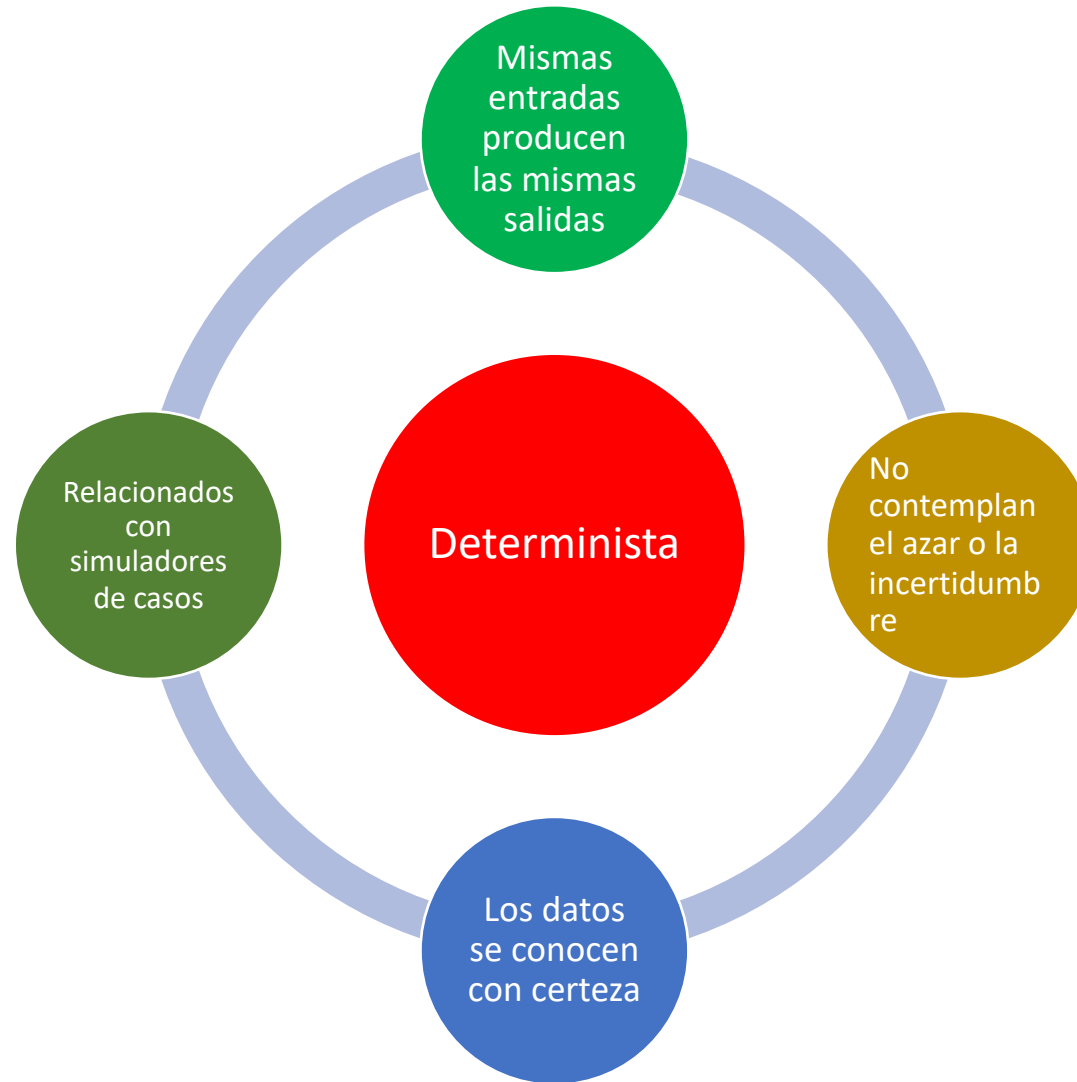 Mismas
entradas
producen
las mismas
salidas
Relacionados
con
simuladores
de casos
Determinista
No
contemplan
el azar o la
incertidumb
re
Los datos
se conocen
con certeza